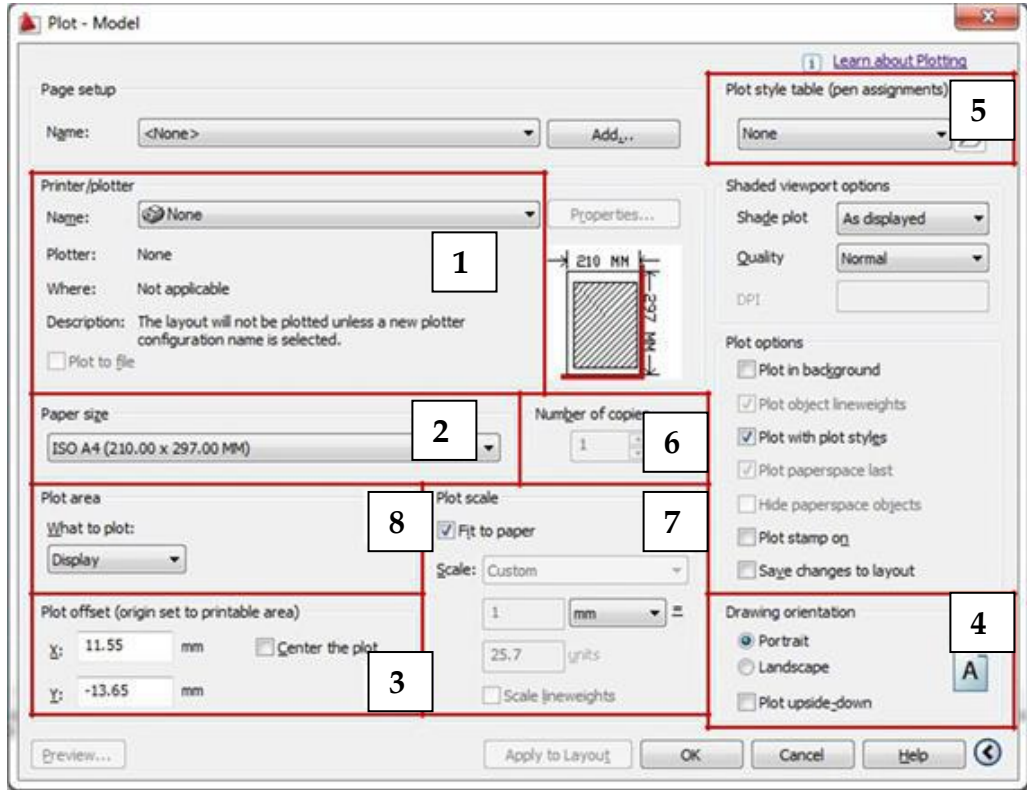 Plot - Model
Learn about Plotting
Page setup
Name: <None> Add...
Plot style table (pen assignments)
5
None
Printer/plotter
Name: None Properties...
Plotter: None
1
Where: Not applicable
Description: The layout will not be plotted unless a new plotter
configuration name is selected.
Plot to file
210 MM
297 MM
Shaded viewport options
Shade plot As displayed
Quality Normal
DPI
Paper size
2
ISO A4 (210.00 x 297.00 MM)
Number of copies
1
6
Plot options
Plot in background
Plot object lineweights
Plot with plot styles
Plot paperspace last
Hide paperspace objects
Plot stamp on
Save changes to layout
Plot area
8
What to plot:
Display
Plot scale
7
Fit to paper
Scale: Custom
1 mm =
25.7 units
Scale lineweights
Plot offset (origin set to printable area)
X: 11.55 mm Center the plot
3
Y: -13.65 mm
Drawing orientation
4
Portrait
Landscape
A
Plot upside-down
Preview... Apply to Layout OK Cancel Help